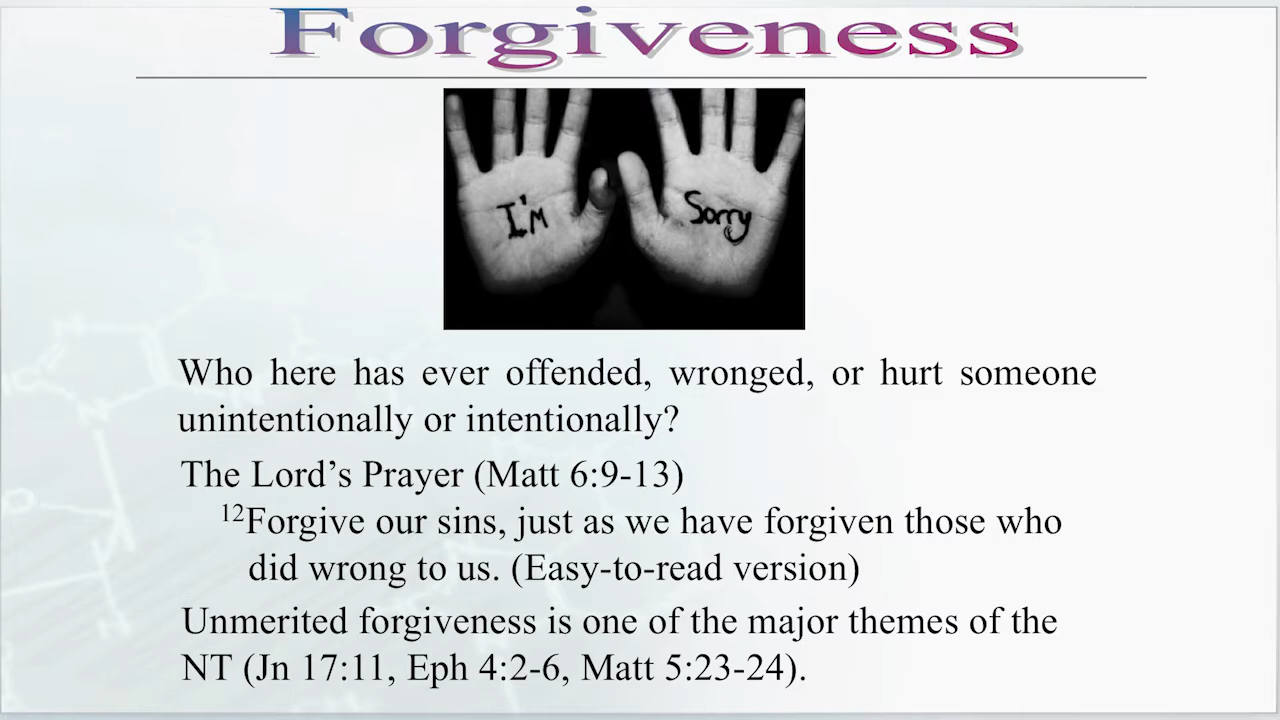 Forgiveness
I'M Sorry
Who here has ever offended, wronged, or hurt someone
unintentionally or intentionally?
The Lord’s Prayer (Matt 6:9-13)
12Forgive our sins, just as we have forgiven those who
did wrong to us. (Easy-to-read version)
Unmerited forgiveness is one of the major themes of the
NT (Jn 17:11, Eph 4:2-6, Matt 5:23-24).